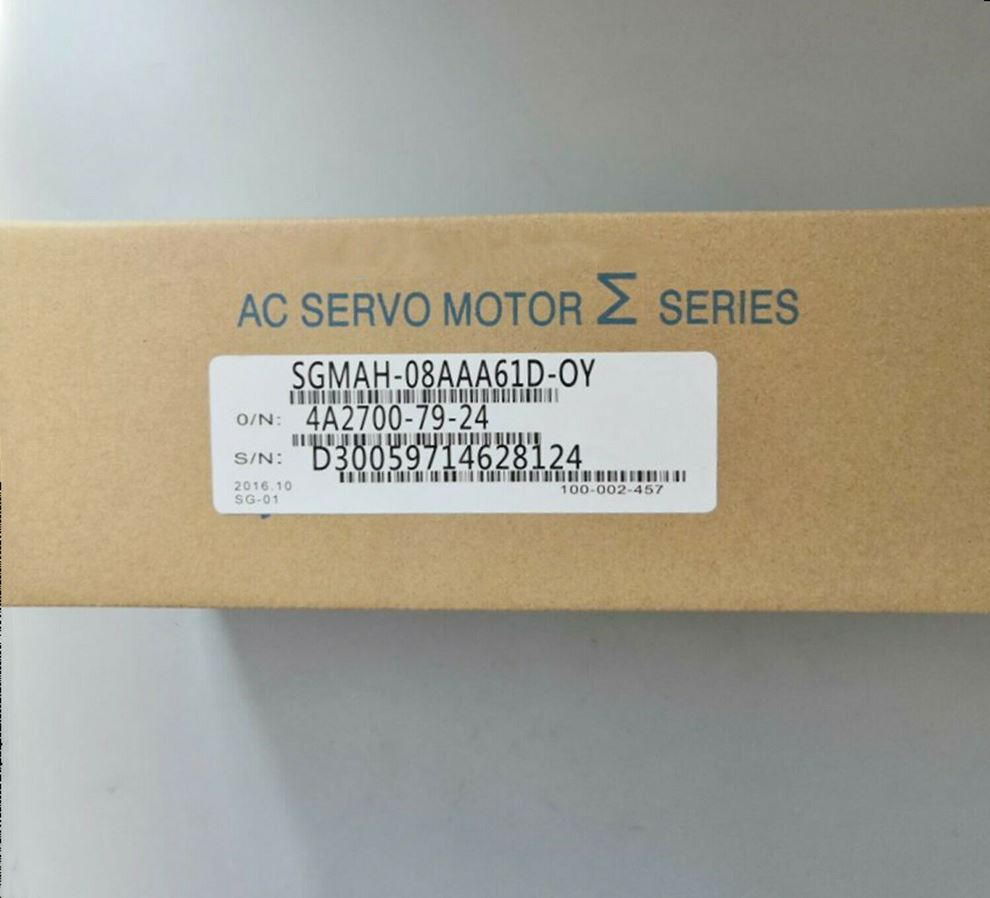 AC SERVO MOTOR Σ SERIES
SGMAH-08AAA61D-OY
O/N: 4A2700-79-24
S/N: D30059714628124
2016.10
SG-01
100-002-457